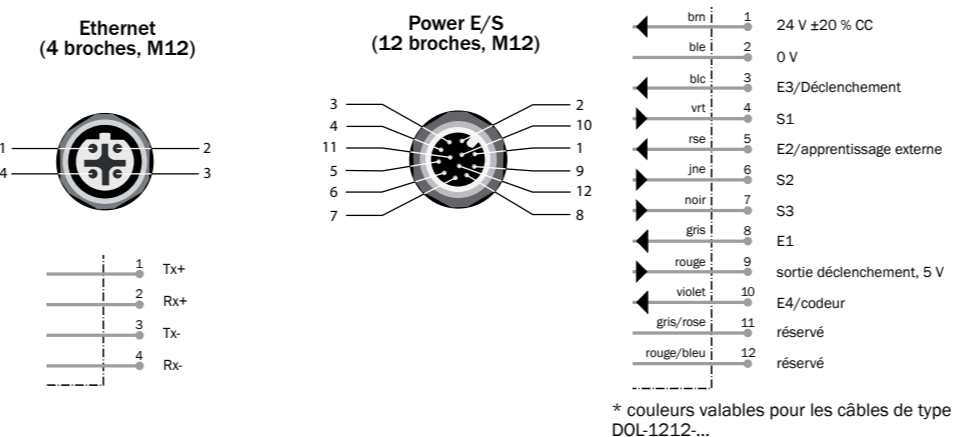 Ethernet
(4 broches, M12)
1
2
4
3
1 Tx+
2 Rx+
3 Tx-
4 Rx-
Power E/S
(12 broches, M12)
3
2
4
10
11
1
5
9
6
12
7
8
brn 1 24 V ±20 % CC
ble 2 0 V
blc 3 E3/Déclenchement
vrt 4 S1
rse 5 E2/apprentissage externe
jne 6 S2
noir 7 S3
gris 8 E1
rouge 9 sortie déclenchement, 5 V
violet 10 E4/codeur
gris/rose 11 réservé
rouge/bleu 12 réservé
* couleurs valables pour les câbles de type
DOL-1212-...